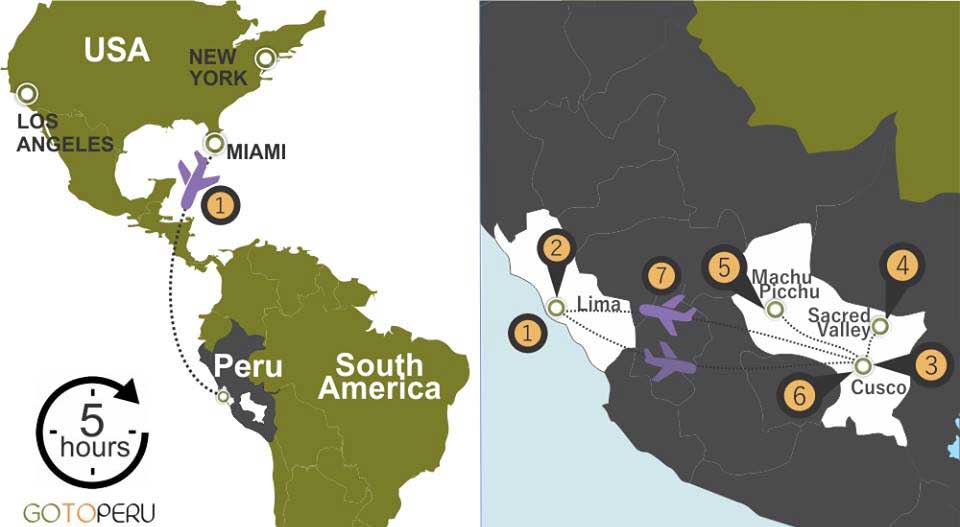 USA
NEW
YORK
LOS
ANGELES
MIAMI
1
Peru
South
America
5
hours
GOTOPERU
2
Lima
1
7
5
Machu
Picchu
4
Sacred
Valley
3
6
Cusco